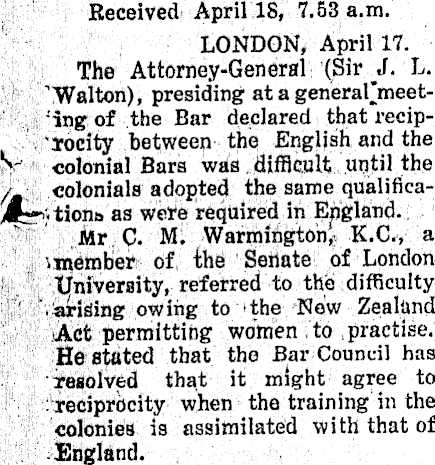 Received April 18, 7.53 a.m.
LONDON, April 17.
The Attorney-General (Sir J. L.
Walton), presiding at a general meet-
ing of the Bar declared that recip-
rocity between the English and the
colonial Bars was difficult until the
colonials adopted the same qualifica-
tions as were required in England.
Mr C. M. Warmington, K.C., a
member of the Senate of London
University, referred to the difficulty
arising owing to the New Zealand
Act permitting women to practise.
He stated that the Bar Council has
resolved that it might agree to
reciprocity when the training in the
colonies is assimilated with that of
England.